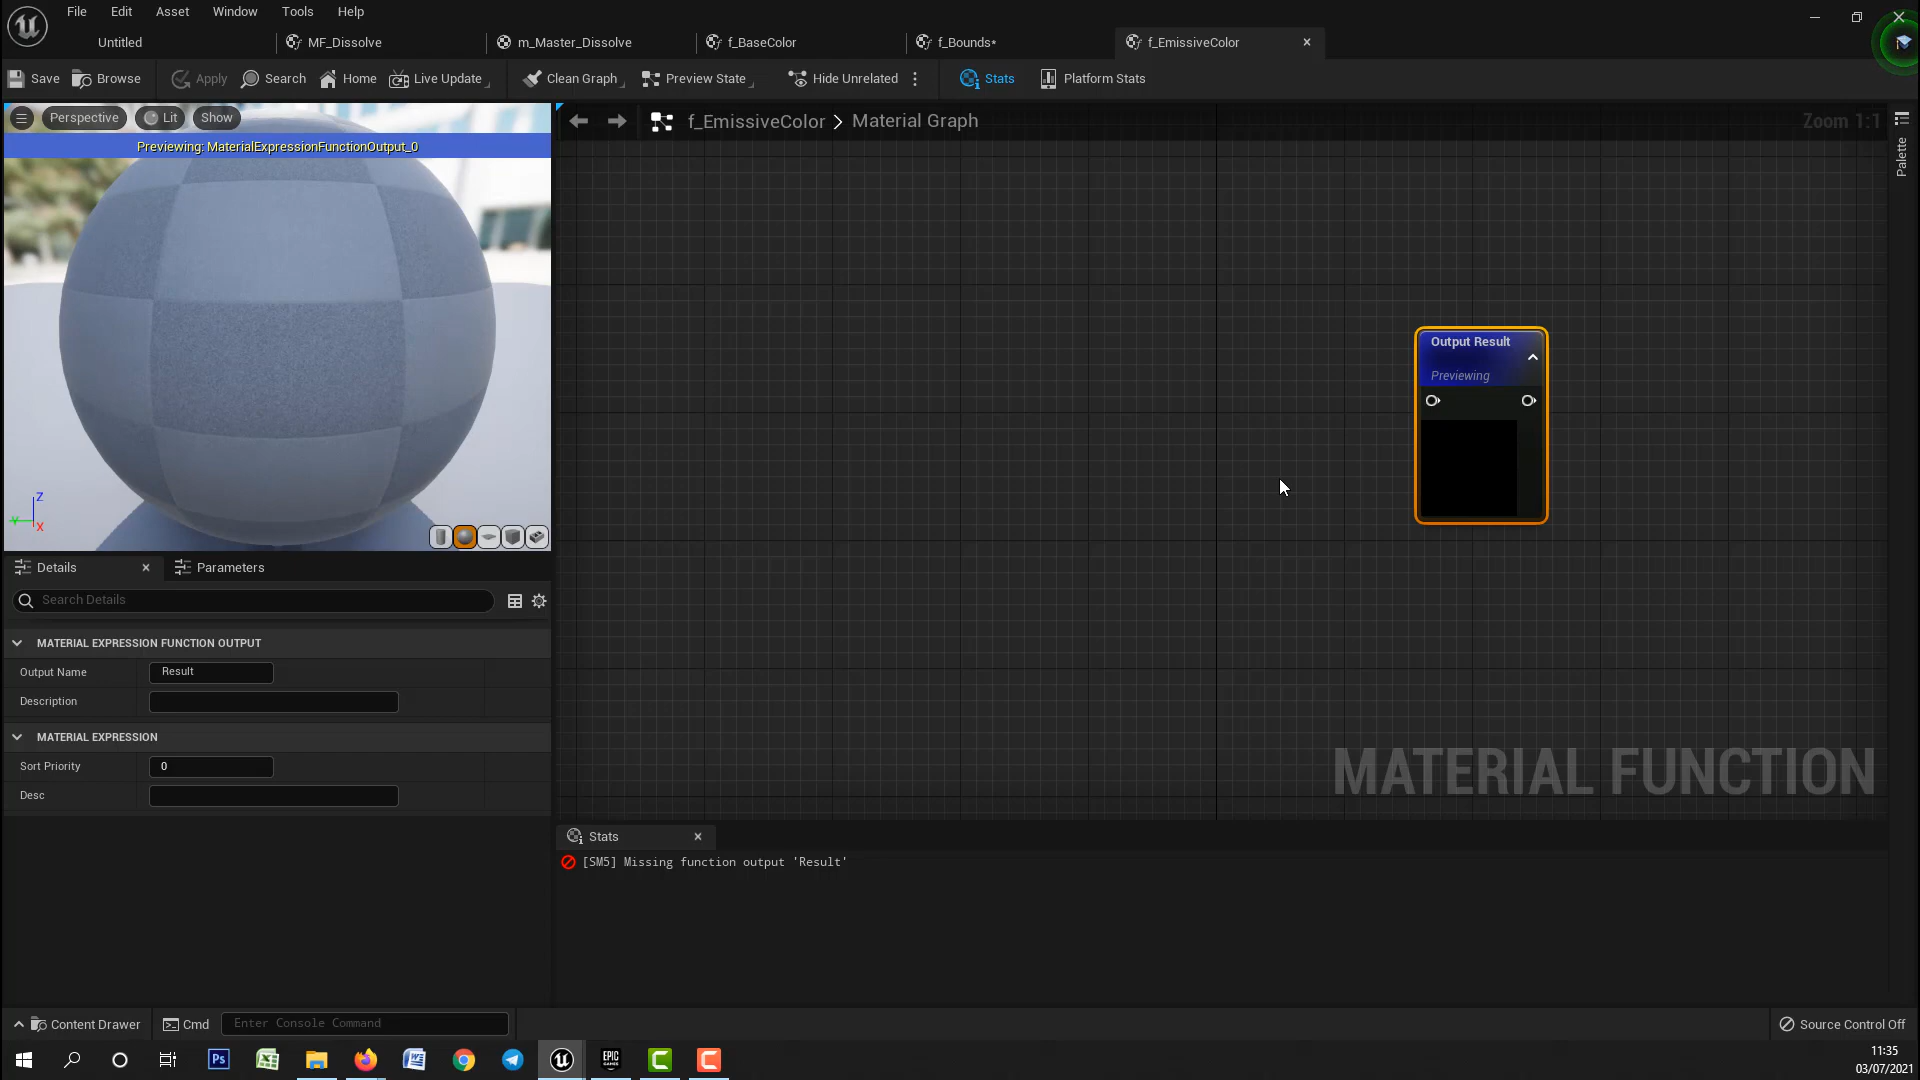 File Edit Asset Window Tools Help
Untitled MF_Dissolve m_Master_Dissolve f_BaseColor f_Bounds* f_EmissiveColor
Save Browse Apply Search Home Live Update Clean Graph Preview State Hide Unrelated Stats Platform Stats
Perspective Lit Show
f_EmissiveColor > Material Graph
Zoom 1:1
Previewing: MaterialExpressionFunctionOutput_0
Palette
Output Result
Previewing
Z
Y
X
Details Parameters
Search Details
MATERIAL EXPRESSION FUNCTION OUTPUT
Output Name Result
Description
MATERIAL EXPRESSION
Sort Priority 0
Desc
MATERIAL FUNCTION
Stats
[SM5] Missing function output 'Result'
Content Drawer Cmd Enter Console Command Source Control Off
Ps
EPIC
GAMES
11:35
03/07/2021